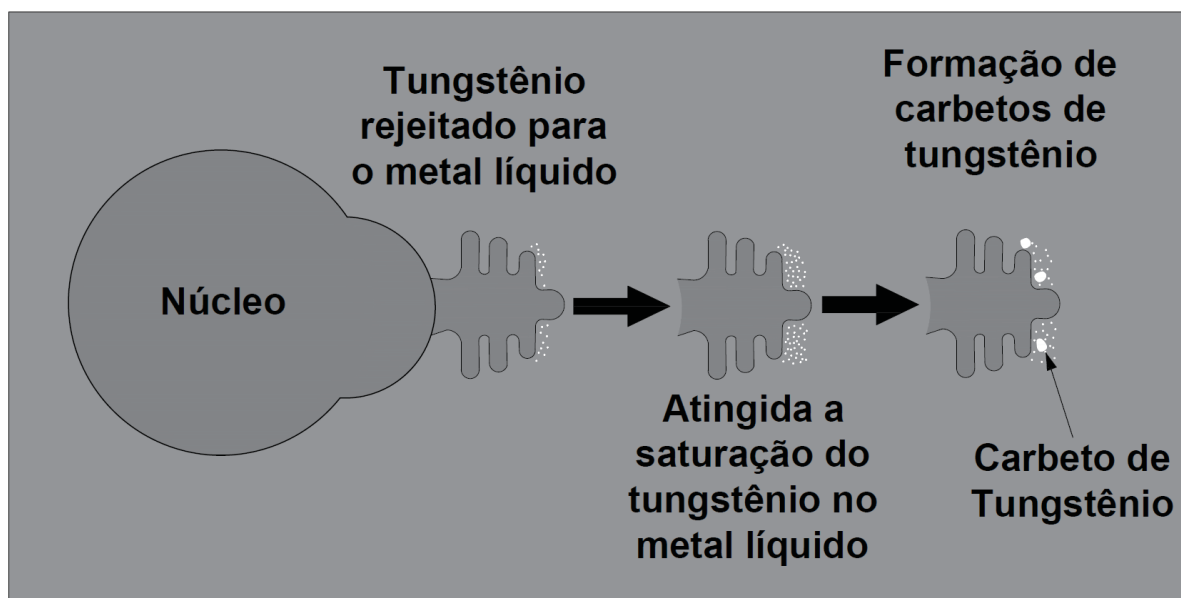 Núcleo
Tungstênio
rejeitado para
o metal líquido
Atingida a
saturação do
tungstênio no
metal líquido
Formação de
carbetos de
tungstênio
Carbeto de
Tungstênio